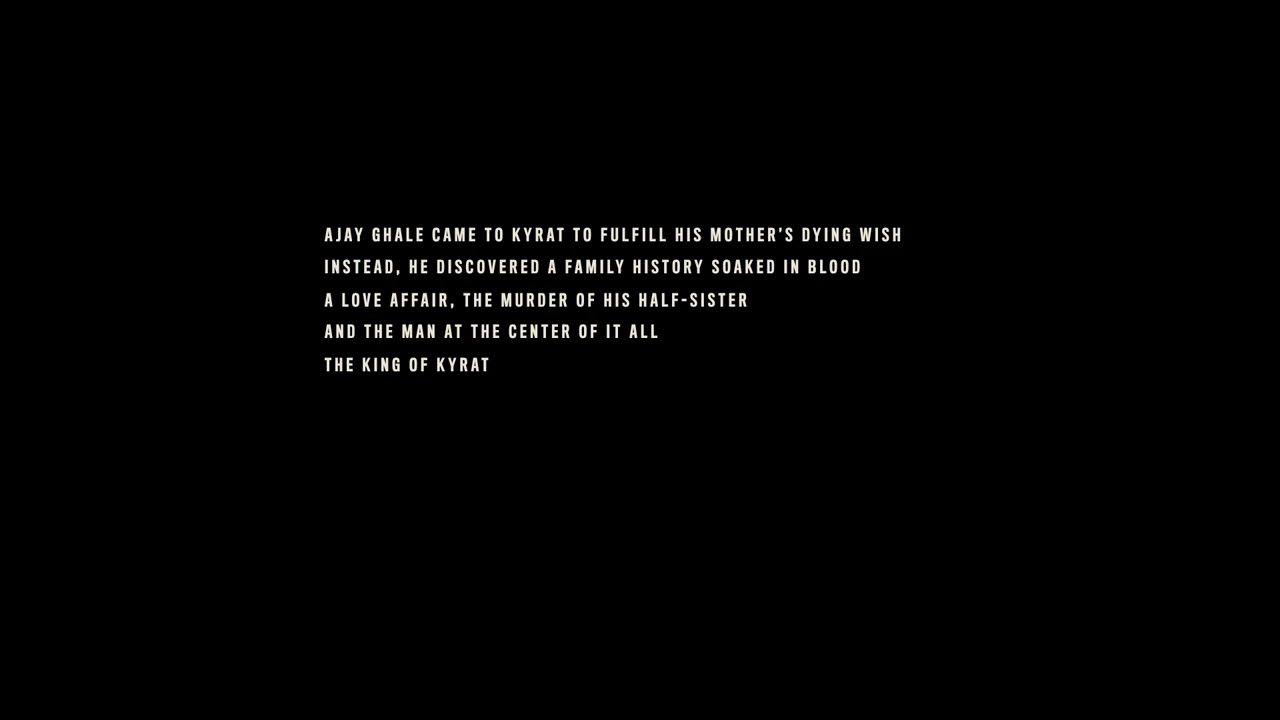 AJAY GHALE CAME TO KYRAT TO FULFILL HIS MOTHER'S DYING WISH
INSTEAD, HE DISCOVERED A FAMILY HISTORY SOAKED IN BLOOD
A LOVE AFFAIR, THE MURDER OF HIS HALF-SISTER
AND THE MAN AT THE CENTER OF IT ALL
THE KING OF KYRAT